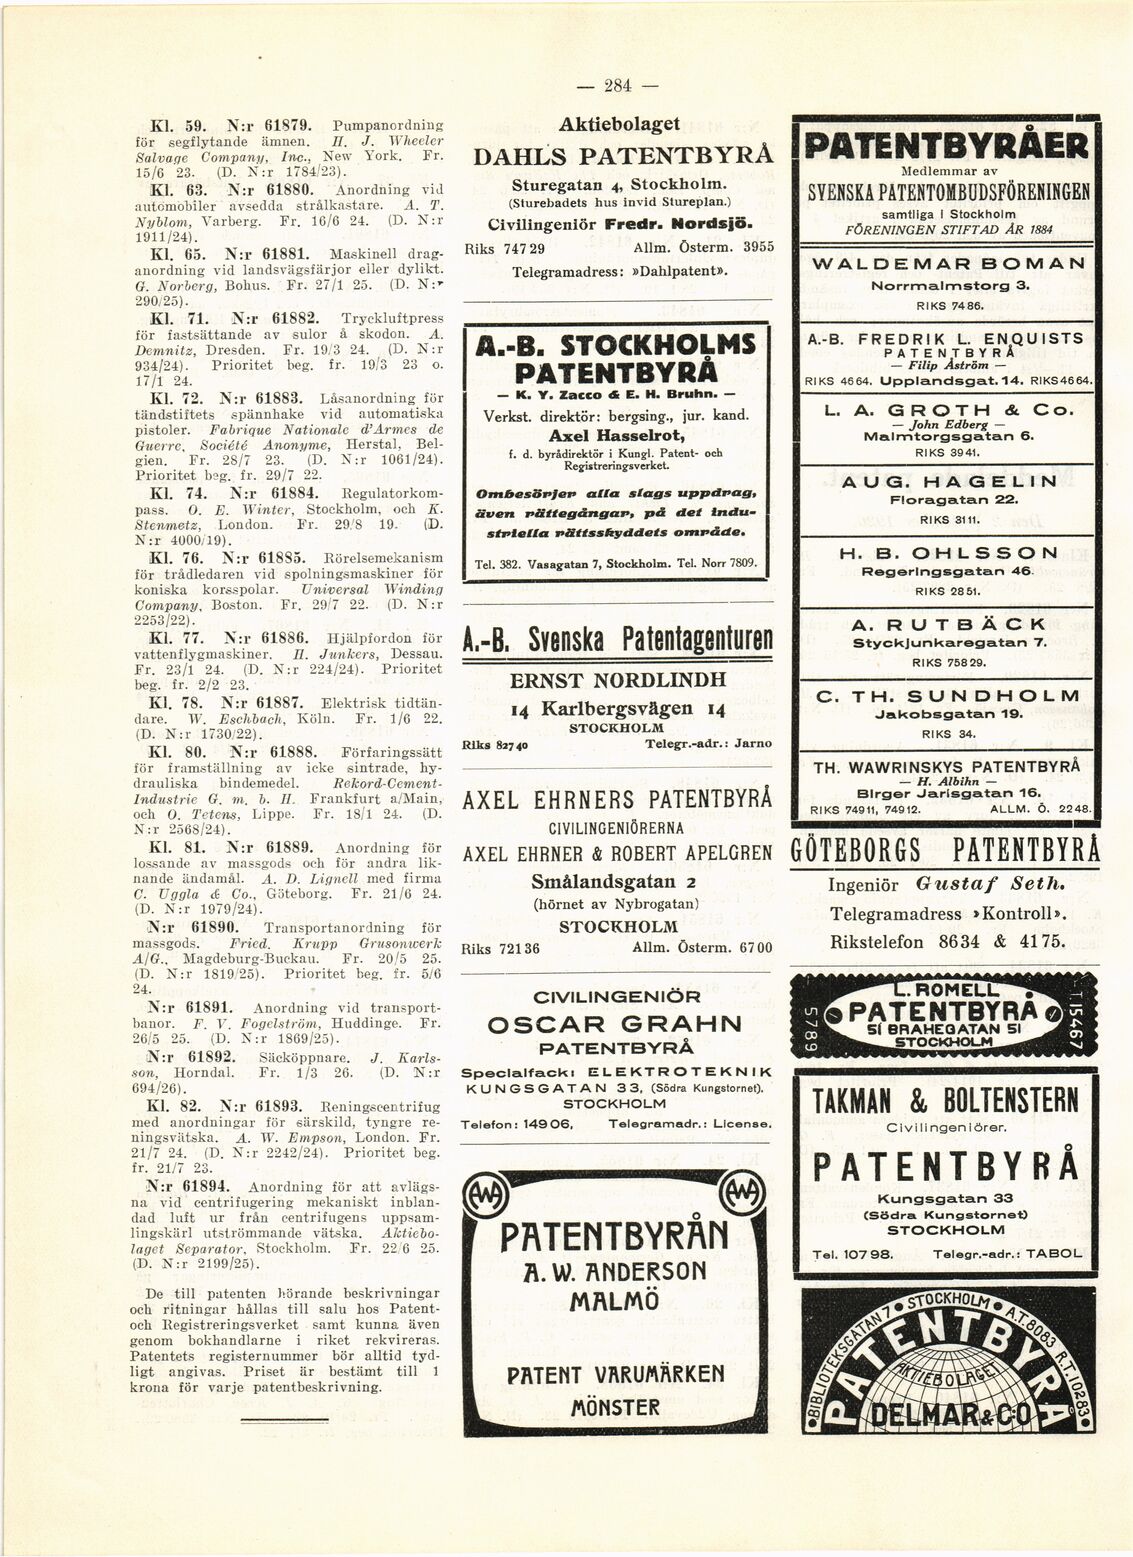 — 284 —
Kl. 59. N:r 61879. Pumpanordning
för segflytande ämnen. H. J. Wheeler
Salvage Company, Inc., New York. Fr.
15/6 23. (D. N:r 1784/23).
Kl. 63. N:r 61880. Anordning vid
automobiler avsedda strålkastare. A. T.
Nyblom, Varberg. Fr. 16/6 24. (D. N:r
1911/24).
Kl. 65. N:r 61881. Maskinell drag-
anordning vid landsvägsfärjor eller dylikt.
G. Norberg, Bohus. Fr. 27/1 25. (D. N:r
290/25).
Kl. 71. N:r 61882. Tryckluftpress
för fastsättande av sulor å skodon. A.
Demnitz, Dresden. Fr. 19/3 24. (D. N:r
934/24). Prioritet beg. fr. 19/3 23 o.
17/1 24.
Kl. 72. N:r 61883. Låsanordning för
tändstiftets spännhake vid automatiska
pistoler. Fabrique Nationale d'Armes de
Guerre, Société Anonyme, Herstal, Bel-
gien. Fr. 28/7 23. (D. N:r 1061/24).
Prioritet beg. fr. 29/7 22.
Kl. 74. N:r 61884. Regulatorkom-
pass. O. E. Winter, Stockholm, och K.
Stenmetz, London. Fr. 29/8 19. (D.
N:r 4000/19).
Kl. 76. N:r 61885. Rörelsemekanism
för trådledaren vid spolningsmaskiner för
koniska korsspolar. Universal Winding
Company, Boston. Fr. 29/7 22. (D. N:r
2253/22).
Kl. 77. N:r 61886. Hjälpfordon för
vattenflygmaskiner. H. Junkers, Dessau.
Fr. 23/1 24. (D. N:r 224/24). Prioritet
beg. fr. 2/2 23.
Kl. 78. N:r 61887. Elektrisk tidtän-
dare. W. Eschbach, Köln. Fr. 1/6 22.
(D. N:r 1730/22).
Kl. 80. N:r 61888. Förfaringssätt
för framställning av icke sintrade, hy-
drauliska bindemedel. Rekord-Cement-
Industrie G. m. b. H. Frankfurt a/Main,
och O. Tetens, Lippe. Fr. 18/1 24. (D.
N:r 2568/24).
Kl. 81. N:r 61889. Anordning för
lossande av massgods och för andra lik-
nande ändamål. A. D. Lignell med firma
C. Uggla & Co., Göteborg. Fr. 21/6 24.
(D. N:r 1979/24).
N:r 61890. Transportanordning för
massgods. Fried. Krupp Grusonwerk
A/G., Magdeburg-Buckau. Fr. 20/5 25.
(D. N:r 1819/25). Prioritet beg. fr. 5/6
24.
N:r 61891. Anordning vid transport-
banor. F. V. Fogelström, Huddinge. Fr.
26/5 25. (D. N:r 1869/25).
N:r 61892. Säcköppnare. J. Karls-
son, Horndal. Fr. 1/3 26. (D. N:r
694/26).
Kl. 82. N:r 61893. Reningscentrifug
med anordningar för särskild, tyngre re-
ningsvätska. A. W. Empson, London. Fr.
21/7 24. (D. N:r 2242/24). Prioritet beg.
fr. 21/7 23.
N:r 61894. Anordning för att avlägs-
na vid centrifugering mekaniskt inblan-
dad luft ur från centrifugens uppsam-
lingskärl utströmmande vätska. Aktiebo-
laget Separator, Stockholm. Fr. 22/6 25.
(D. N:r 2199/25).
De till patenten hörande beskrivningar
och ritningar hållas till salu hos Patent-
och Registreringsverket samt kunna även
genom bokhandlarne i riket rekvireras.
Patentets registernummer bör alltid tyd-
ligt angivas. Priset är bestämt till 1
krona för varje patentbeskrivning.
Aktiebolaget
DAHLS PATENTBYRÅ
Sturegatan 4, Stockholm.
(Sturebadets hus invid Stureplan.)
Civilingeniör Fredr. Nordsjö.
Riks 747 29 Allm. Österm. 3955
Telegramadress: »Dahlpatent».
A.-B. STOCKHOLMS
PATENTBYRÅ
— K. Y. Zacco & E. H. Bruhn. —
Verkst. direktör: bergsing., jur. kand.
Axel Hasselrot,
f. d. byrådirektör i Kungl. Patent- och
Registreringsverket.
Ombesörjer alla slags uppdrag,
även rättegångar, på det indu-
striella rättsskyddets område.
Tel. 382. Vasagatan 7, Stockholm. Tel. Norr 7809.
A.-B. Svenska Patentagenturen
ERNST NORDLINDH
14 Karlbergsvägen 14
STOCKHOLM
Riks 827 40 Telegr.-adr.: Jarno
AXEL EHRNERS PATENTBYRÅ
CIVILINGENIÖRERNA
AXEL EHRNER & ROBERT APELGREN
Smålandsgatan 2
(hörnet av Nybrogatan)
STOCKHOLM
Riks 721 36 Allm. Österm. 67 00
CIVILINGENIÖR
OSCAR GRAHN
PATENTBYRÅ
Specialfack: ELEKTROTEKNIK
KUNGSGATAN 33, (Södra Kungstornet).
STOCKHOLM
Telefon: 149 06, Telegramadr.: License.
AWA AWA
PATENTBYRÅN
A. W. ANDERSON
MALMÖ
PATENT VARUMÄRKEN
MÖNSTER
PATENTBYRÅER
Medlemmar av
SVENSKA PATENTOMBUDSFÖRENINGEN
samtliga i Stockholm
FÖRENINGEN STIFTAD ÅR 1884
WALDEMAR BOMAN
Norrmalmstorg 3.
RIKS 74 86.
A.-B. FREDRIK L. ENQUISTS
PATENTBYRÅ
— Filip Åström —
RIKS 46 64. Upplandsgat. 14. RIKS 46 64.
L. A. GROTH & Co.
— John Edberg —
Malmtorgsgatan 6.
RIKS 39 41.
AUG. HAGELIN
Floragatan 22.
RIKS 31 11.
H. B. OHLSSON
Regeringsgatan 46.
RIKS 28 51.
A. RUTBÄCK
Styckjunkaregatan 7.
RIKS 758 29.
C. TH. SUNDHOLM
Jakobsgatan 19.
RIKS 34.
TH. WAWRINSKYS PATENTBYRÅ
— H. Albihn —
Birger Jarlsgatan 16.
RIKS 749 11, 749 12. ALLM. Ö. 22 48.
GÖTEBORGS PATENTBYRÅ
Ingeniör Gustaf Seth.
Telegramadress »Kontroll».
Rikstelefon 86 34 & 41 75.
L. ROMELL
PATENTBYRÅ
51 BRAHEGATAN 51
STOCKHOLM
5789
T.15467
TAKMAN & BOLTENSTERN
Civilingeniörer.
PATENTBYRÅ
Kungsgatan 33
(Södra Kungstornet)
STOCKHOLM
Tel. 107 98. Telegr.-adr.: TABOL
BIBLIOTEKSGATAN 7 • STOCKHOLM • A.T. 8083 R.T. 10283
PATENTBYRÅ
AKTIEBOLAGET
DELMAR & CO